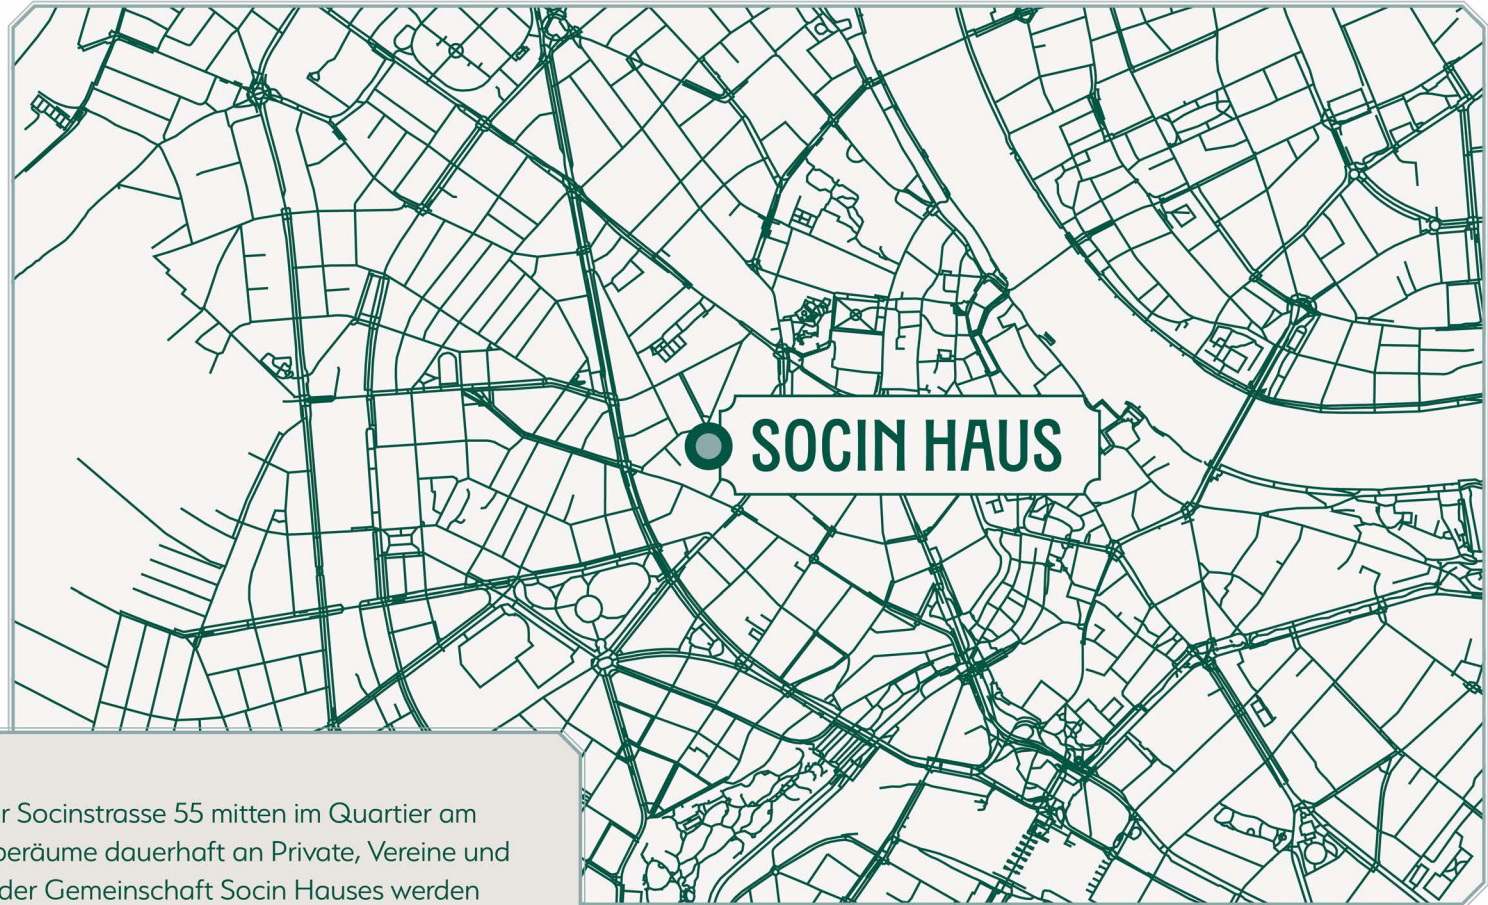 SOCIN HAUS
r Socinstrasse 55 mitten im Quartier am
beräume dauerhaft an Private, Vereine und
der Gemeinschaft Socin Hauses werden